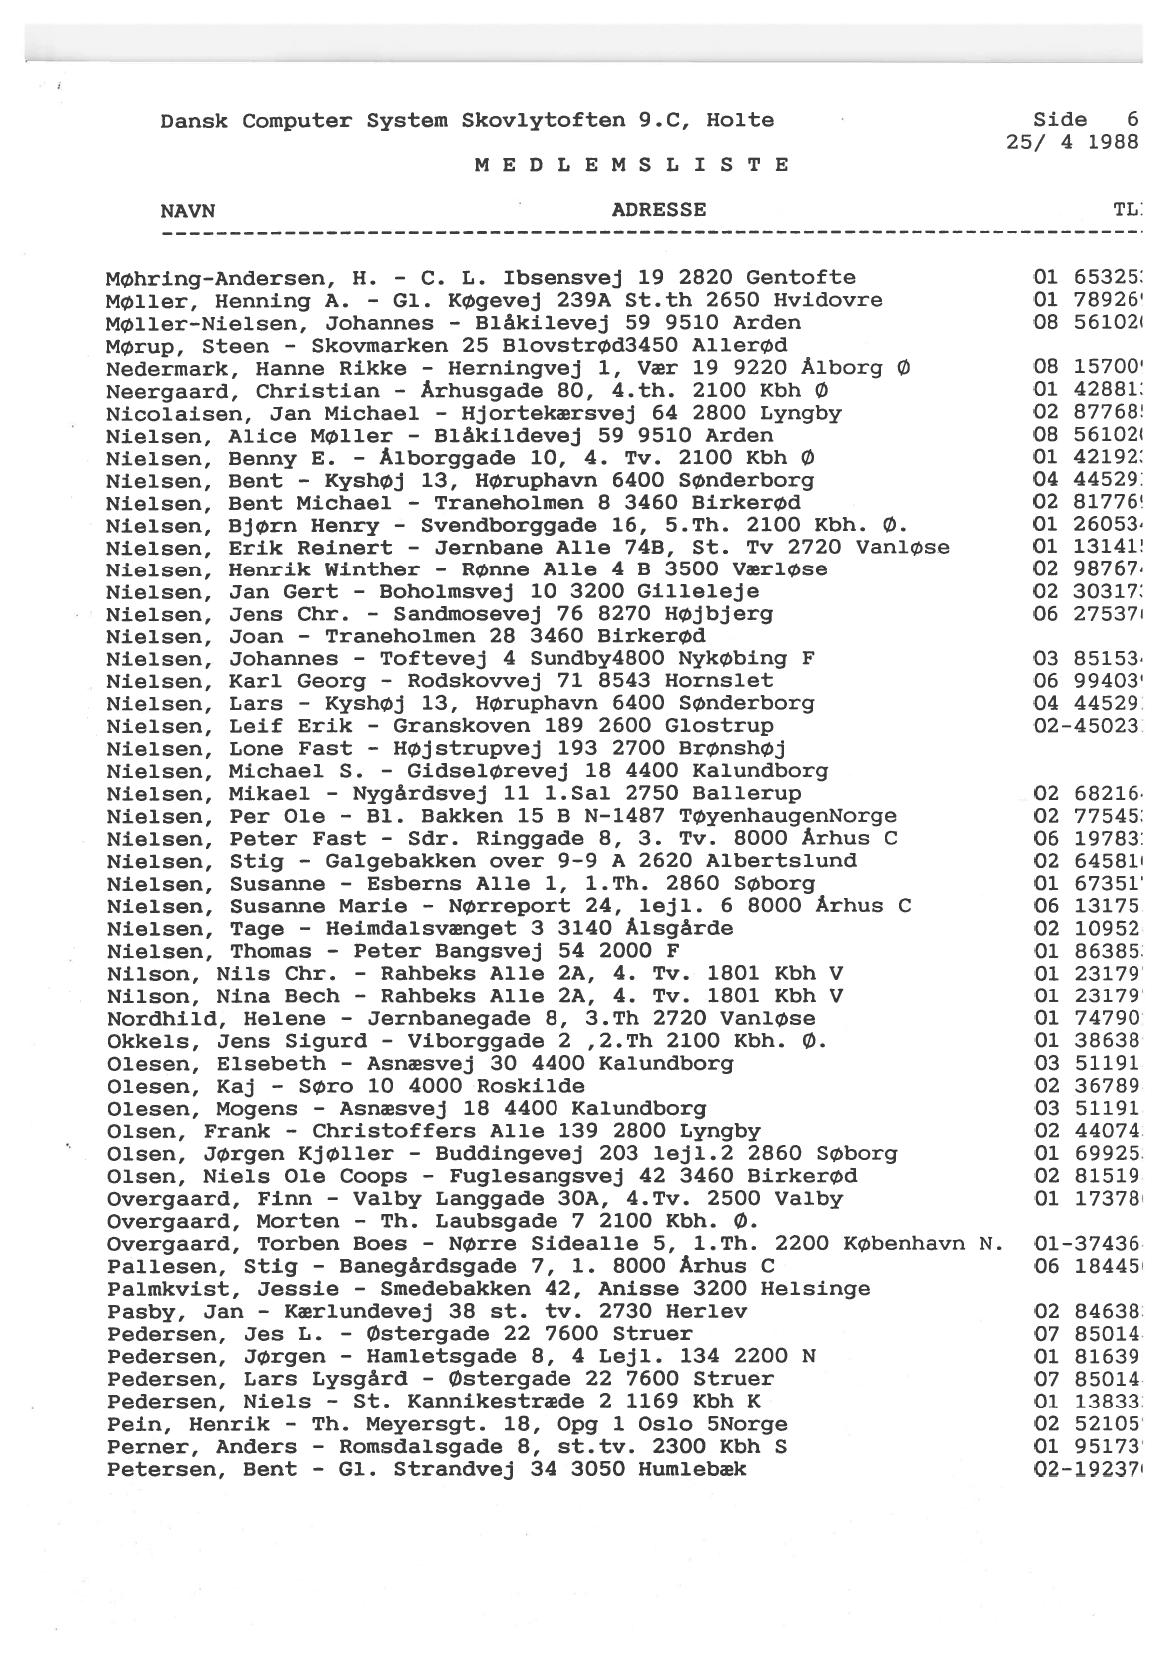 Dansk Computer System Skovlytoften 9.C, Holte Side 6
25/ 4 1988
M E D L E M S L I S T E
NAVN ADRESSE TL
Møhring-Andersen, H. - C. L. Ibsensvej 19 2820 Gentofte 01 65325
Møller, Henning A. - Gl. Køgevej 239A St.th 2650 Hvidovre 01 78926
Møller-Nielsen, Johannes - Blåkilevej 59 9510 Arden 08 56102
Mørup, Steen - Skovmarken 25 Blovstrød3450 Allerød
Nedermark, Hanne Rikke - Herningvej 1, Vær 19 9220 Ålborg Ø 08 15700
Neergaard, Christian - Århusgade 80, 4.th. 2100 Kbh Ø 01 42881
Nicolaisen, Jan Michael - Hjortekærsvej 64 2800 Lyngby 02 87768
Nielsen, Alice Møller - Blåkildevej 59 9510 Arden 08 56102
Nielsen, Benny E. - Ålborggade 10, 4. Tv. 2100 Kbh Ø 01 42192
Nielsen, Bent - Kyshøj 13, Høruphavn 6400 Sønderborg 04 44529
Nielsen, Bent Michael - Traneholmen 8 3460 Birkerød 02 81776
Nielsen, Bjørn Henry - Svendborggade 16, 5.Th. 2100 Kbh. Ø. 01 26053
Nielsen, Erik Reinert - Jernbane Alle 74B, St. Tv 2720 Vanløse 01 13141
Nielsen, Henrik Winther - Rønne Alle 4 B 3500 Værløse 02 98767
Nielsen, Jan Gert - Boholmsvej 10 3200 Gilleleje 02 30317
Nielsen, Jens Chr. - Sandmosevej 76 8270 Højbjerg 06 27537
Nielsen, Joan - Traneholmen 28 3460 Birkerød
Nielsen, Johannes - Toftevej 4 Sundby4800 Nykøbing F 03 85153
Nielsen, Karl Georg - Rodskovvej 71 8543 Hornslet 06 99403
Nielsen, Lars - Kyshøj 13, Høruphavn 6400 Sønderborg 04 44529
Nielsen, Leif Erik - Granskoven 189 2600 Glostrup 02-45023
Nielsen, Lone Fast - Højstrupvej 193 2700 Brønshøj
Nielsen, Michael S. - Gidselørevej 18 4400 Kalundborg
Nielsen, Mikael - Nygårdsvej 11 1.Sal 2750 Ballerup 02 68216
Nielsen, Per Ole - Bl. Bakken 15 B N-1487 TøyenhaugenNorge 02 77545
Nielsen, Peter Fast - Sdr. Ringgade 8, 3. Tv. 8000 Århus C 06 19783
Nielsen, Stig - Galgebakken over 9-9 A 2620 Albertslund 02 64581
Nielsen, Susanne - Esberns Alle 1, 1.Th. 2860 Søborg 01 67351
Nielsen, Susanne Marie - Nørreport 24, lejl. 6 8000 Århus C 06 13175
Nielsen, Tage - Heimdalsvænget 3 3140 Ålsgårde 02 10952
Nielsen, Thomas - Peter Bangsvej 54 2000 F 01 86385
Nilson, Nils Chr. - Rahbeks Alle 2A, 4. Tv. 1801 Kbh V 01 23179
Nilson, Nina Bech - Rahbeks Alle 2A, 4. Tv. 1801 Kbh V 01 23179
Nordhild, Helene - Jernbanegade 8, 3.Th 2720 Vanløse 01 74790
Okkels, Jens Sigurd - Viborggade 2 ,2.Th 2100 Kbh. Ø. 01 38638
Olesen, Elsebeth - Asnæsvej 30 4400 Kalundborg 03 51191
Olesen, Kaj - Søro 10 4000 Roskilde 02 36789
Olesen, Mogens - Asnæsvej 18 4400 Kalundborg 03 51191
Olsen, Frank - Christoffers Alle 139 2800 Lyngby 02 44074
Olsen, Jørgen Kjøller - Buddingevej 203 lejl.2 2860 Søborg 01 69925
Olsen, Niels Ole Coops - Fuglesangsvej 42 3460 Birkerød 02 81519
Overgaard, Finn - Valby Langgade 30A, 4.Tv. 2500 Valby 01 17378
Overgaard, Morten - Th. Laubsgade 7 2100 Kbh. Ø.
Overgaard, Torben Boes - Nørre Sidealle 5, 1.Th. 2200 København N. 01-37436
Pallesen, Stig - Banegårdsgade 7, 1. 8000 Århus C 06 18445
Palmkvist, Jessie - Smedebakken 42, Anisse 3200 Helsinge
Pasby, Jan - Kærlundevej 38 st. tv. 2730 Herlev 02 84638
Pedersen, Jes L. - Østergade 22 7600 Struer 07 85014
Pedersen, Jørgen - Hamletsgade 8, 4 Lejl. 134 2200 N 01 81639
Pedersen, Lars Lysgård - Østergade 22 7600 Struer 07 85014
Pedersen, Niels - St. Kannikestræde 2 1169 Kbh K 01 13833
Pein, Henrik - Th. Meyersgt. 18, Opg 1 Oslo 5Norge 02 52105
Perner, Anders - Romsdalsgade 8, st.tv. 2300 Kbh S 01 95173
Petersen, Bent - Gl. Strandvej 34 3050 Humlebæk 02-19237